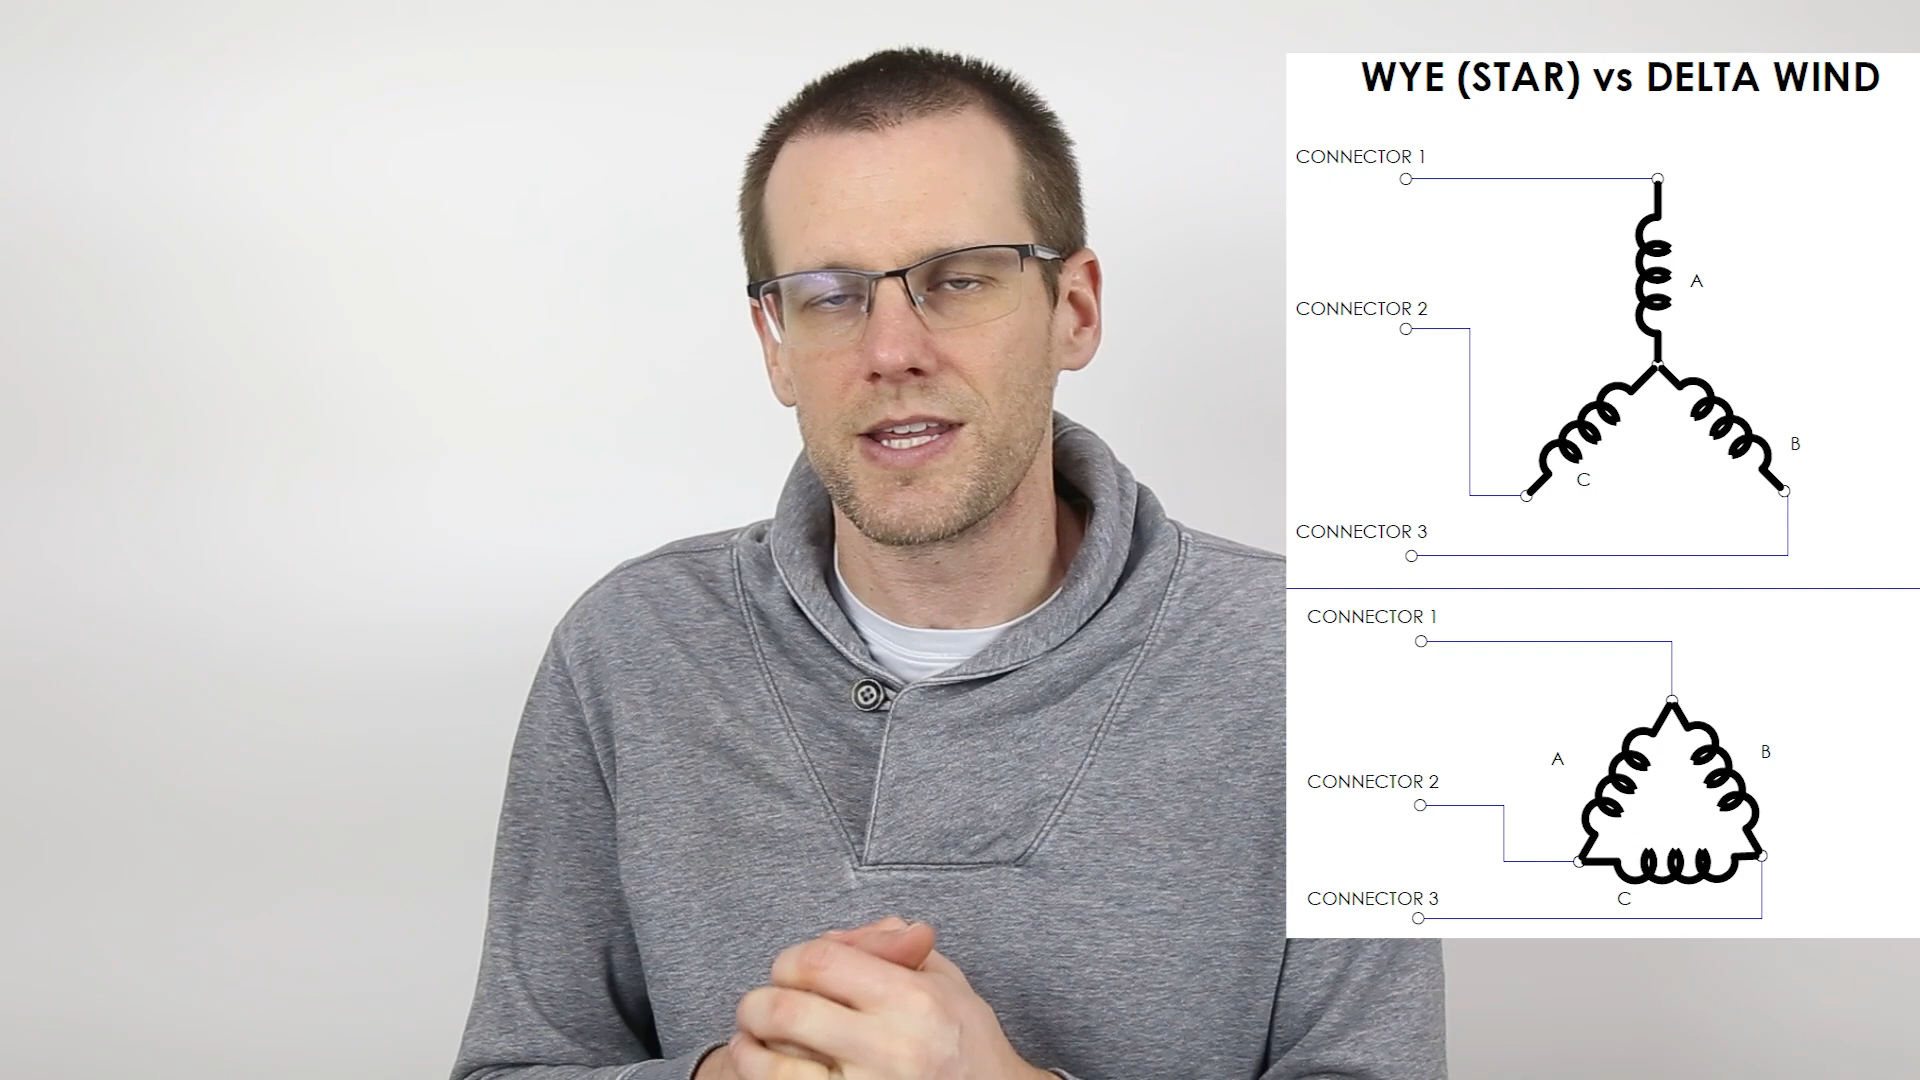 WYE (STAR) vs DELTA WIND
CONNECTOR 1
A
CONNECTOR 2
B
C
CONNECTOR 3
CONNECTOR 1
B
A
CONNECTOR 2
CONNECTOR 3
C